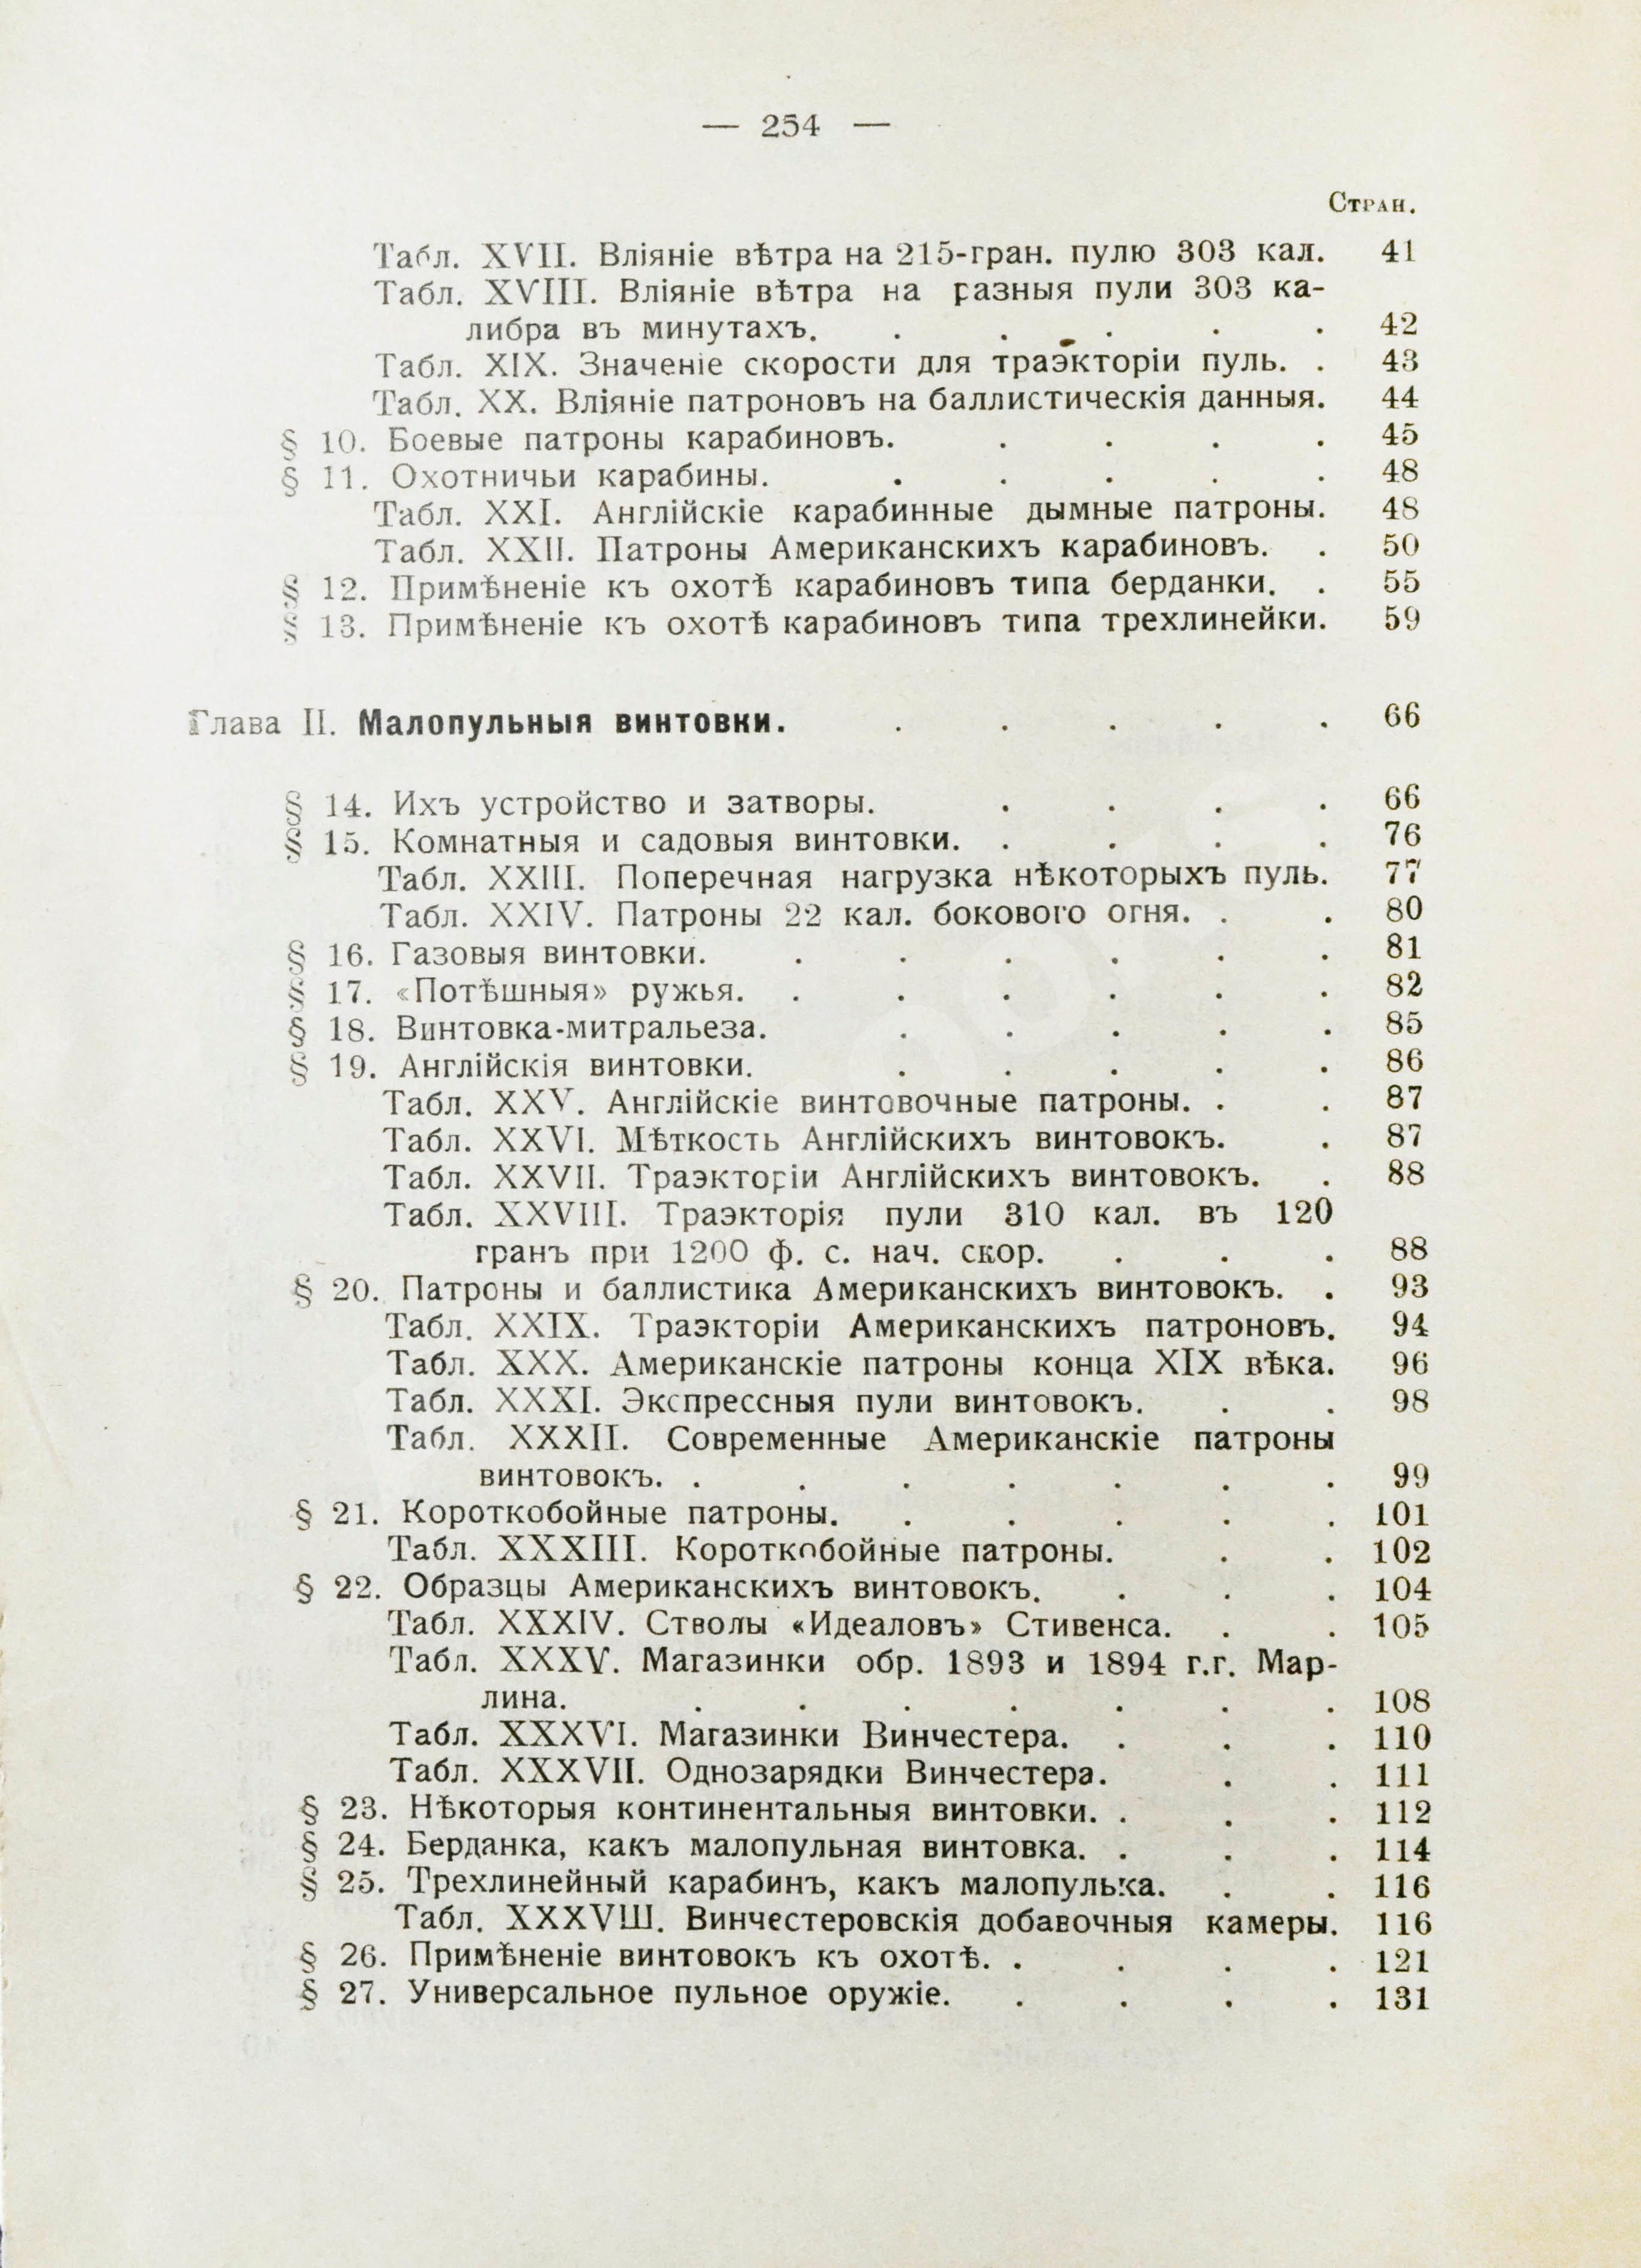 — 254 —
Стран.
Табл. XVII. Вліяніе вѣтра на 215-гран. пулю 303 кал. 41
Табл. XVIII. Вліяніе вѣтра на разныя пули 303 ка-
либра въ минутахъ. . . . . . 42
Табл. XIX. Значеніе скорости для траэкторіи пуль. . 43
Табл. XX. Вліяніе патроновъ на баллистическія данныя. 44
§ 10. Боевые патроны карабиновъ. . . . . 45
§ 11. Охотничьи карабины. . . . . . 48
Табл. XXI. Англійскіе карабинные дымные патроны. 48
Табл. XXII. Патроны Американскихъ карабиновъ. . 50
§ 12. Примѣненіе къ охотѣ карабиновъ типа берданки. . 55
§ 13. Примѣненіе къ охотѣ карабиновъ типа трехлинейки. 59
Глава II. Малопульныя винтовки. . . . . . 66
§ 14. Ихъ устройство и затворы. . . . . 66
§ 15. Комнатныя и садовыя винтовки. . . . . 76
Табл. XXIII. Поперечная нагрузка нѣкоторыхъ пуль. 77
Табл. XXIV. Патроны 22 кал. бокового огня. . . 80
§ 16. Газовыя винтовки. . . . . . . 81
§ 17. «Потѣшныя» ружья. . . . . . . 82
§ 18. Винтовка-митральеза. . . . . . 85
§ 19. Англійскія винтовки. . . . . . 86
Табл. XXV. Англійскіе винтовочные патроны. . . 87
Табл. XXVI. Мѣткость Англійскихъ винтовокъ. . 87
Табл. XXVII. Траэкторіи Англійскихъ винтовокъ. . 88
Табл. XXVIII. Траэкторія пули 310 кал. въ 120
гранъ при 1200 ф. с. нач. скор. . . . 88
§ 20. Патроны и баллистика Американскихъ винтовокъ. . 93
Табл. XXIX. Траэкторіи Американскихъ патроновъ. 94
Табл. XXX. Американскіе патроны конца XIX вѣка. 96
Табл. XXXI. Экспрессныя пули винтовокъ. . . 98
Табл. XXXII. Современные Американскіе патроны
винтовокъ. . . . . . . . 99
§ 21. Короткобойные патроны. . . . . . 101
Табл. XXXIII. Короткобойные патроны. . . 102
§ 22. Образцы Американскихъ винтовокъ. . . . 104
Табл. XXXIV. Стволы «Идеаловъ» Стивенса. . . 105
Табл. XXXV. Магазинки обр. 1893 и 1894 г.г. Мар-
лина. . . . . . . . 108
Табл. XXXVI. Магазинки Винчестера. . . . 110
Табл. XXXVII. Однозарядки Винчестера. . . 111
§ 23. Нѣкоторыя континентальныя винтовки. . . . 112
§ 24. Берданка, какъ малопульная винтовка. . . . 114
§ 25. Трехлинейный карабинъ, какъ малопулька. . . 116
Табл. XXXVIII. Винчестеровскія добавочныя камеры. 116
§ 26. Примѣненіе винтовокъ къ охотѣ. . . . . 121
§ 27. Универсальное пульное оружіе. . . . . 131